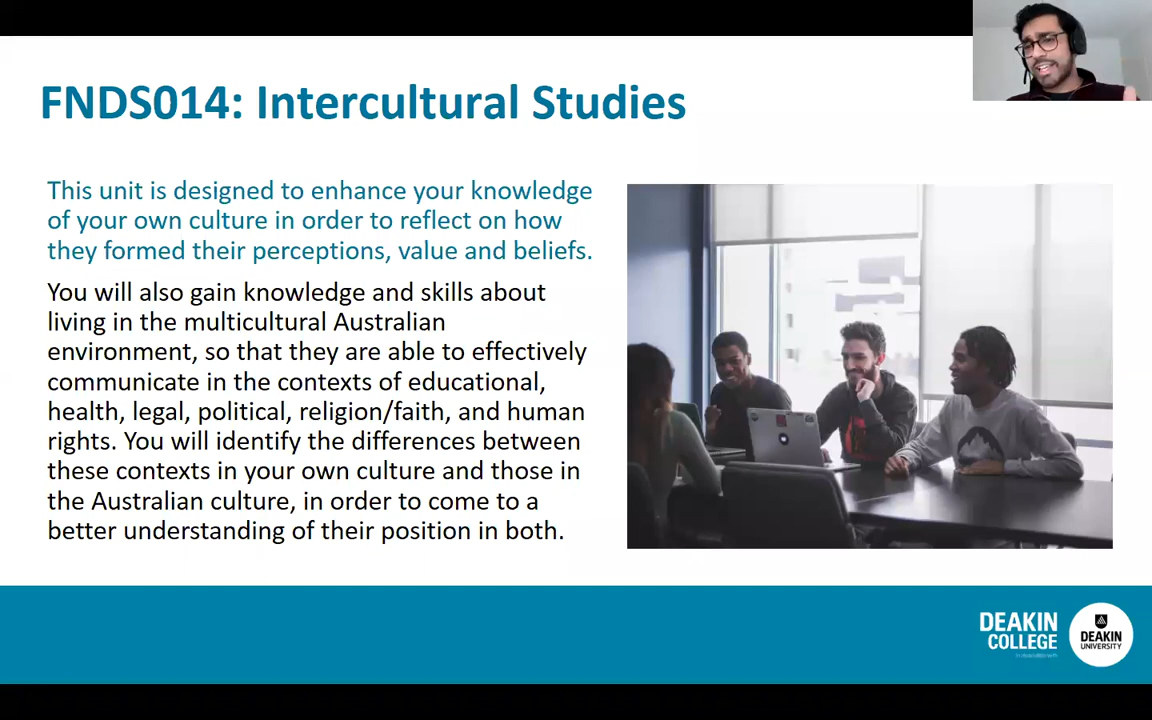 FNDS014: Intercultural Studies
This unit is designed to enhance your knowledge
of your own culture in order to reflect on how
they formed their perceptions, value and beliefs.
You will also gain knowledge and skills about
living in the multicultural Australian
environment, so that they are able to effectively
communicate in the contexts of educational,
health, legal, political, religion/faith, and human
rights. You will identify the differences between
these contexts in your own culture and those in
the Australian culture, in order to come to a
better understanding of their position in both.
DEAKIN
COLLEGE
in association with
DEAKIN
UNIVERSITY